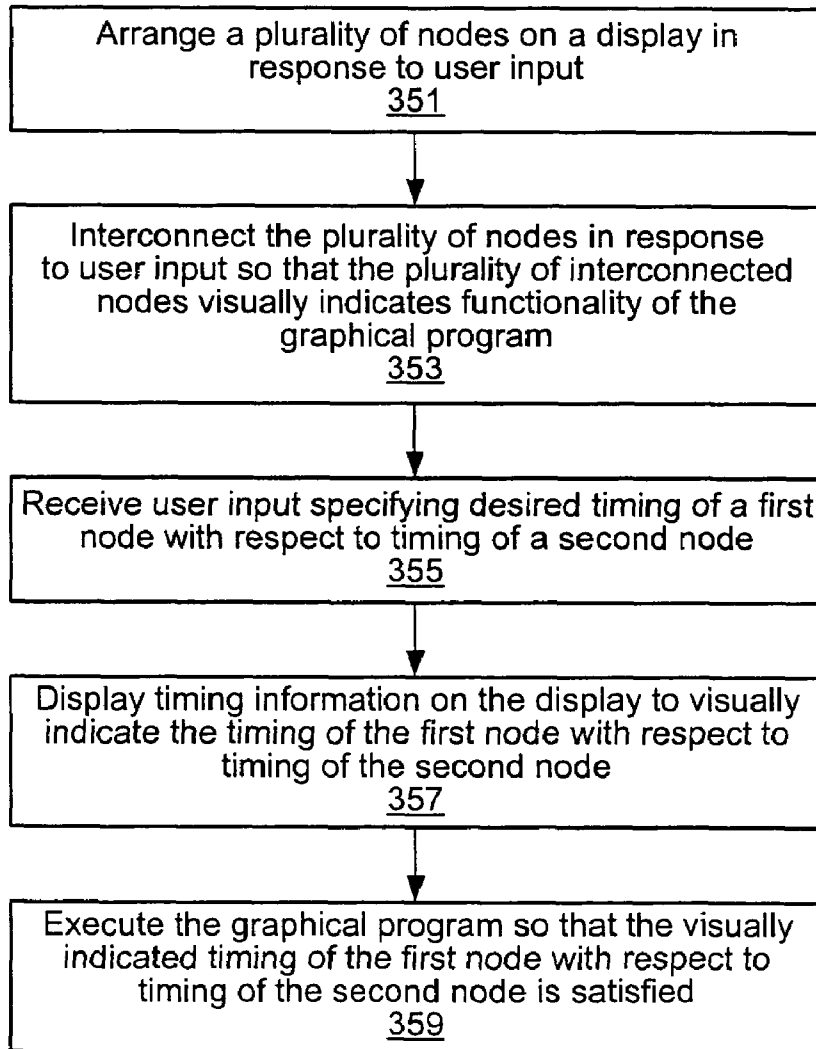 Arrange a plurality of nodes on a display in
response to user input
351
Interconnect the plurality of nodes in response
to user input so that the plurality of interconnected
nodes visually indicates functionality of the
graphical program
353
Receive user input specifying desired timing of a first
node with respect to timing of a second node
355
Display timing information on the display to visually
indicate the timing of the first node with respect to
timing of the second node
357
Execute the graphical program so that the visually
indicated timing of the first node with respect to
timing of the second node is satisfied
359